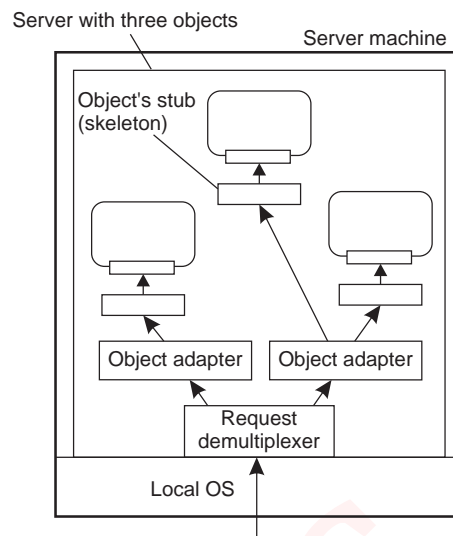 Server with three objects
Server machine
Object's stub
(skeleton)
Object adapter
Object adapter
Request
demultiplexer
Local OS